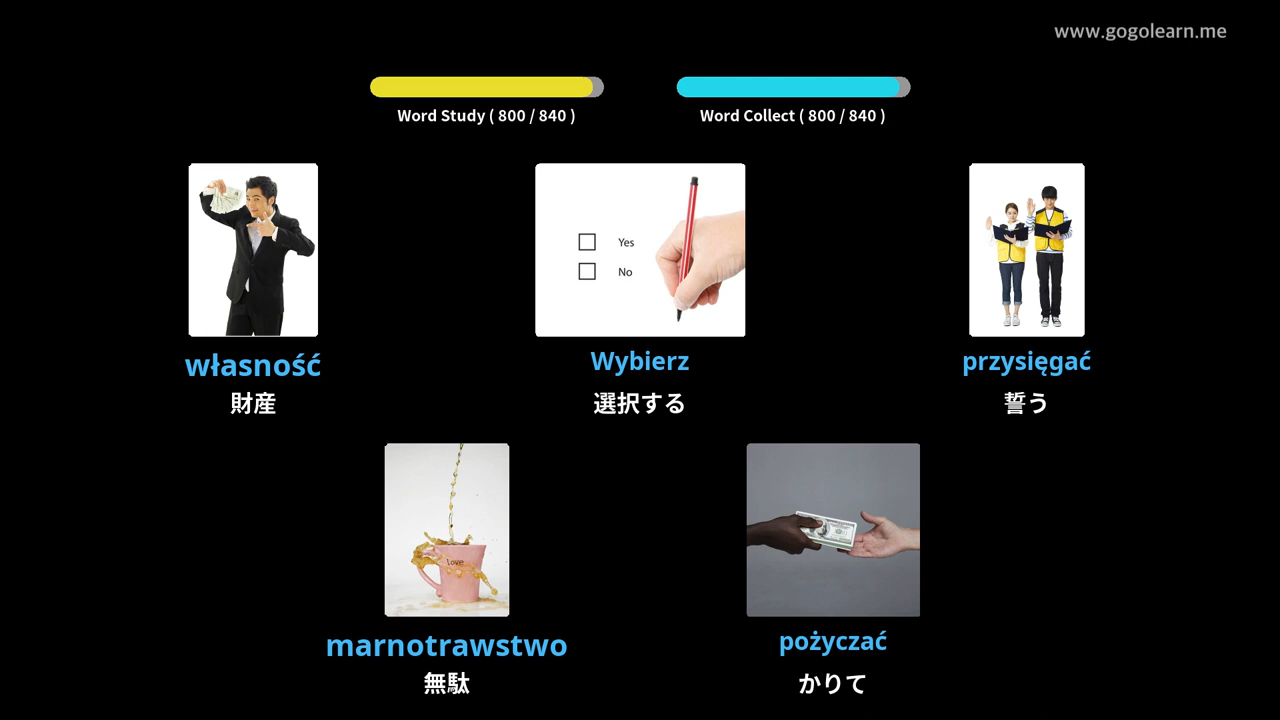 www.gogolearn.me
Word Study ( 800 / 840 )
Word Collect ( 800 / 840 )
Yes
No
własność
Wybierz
przysięgać
財産
選択する
誓う
love
marnotrawstwo
pożyczać
無駄
かりて